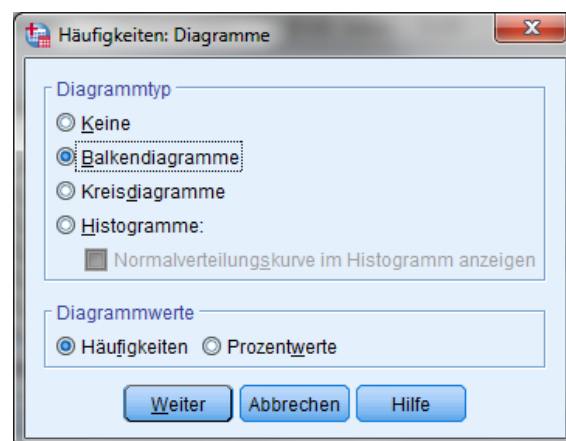 Häufigkeiten: Diagramme
Diagrammtyp
Keine
Balkendiagramme
Kreisdiagramme
Histogramme:
Normalverteilungskurve im Histogramm anzeigen
Diagrammwerte
Häufigkeiten Prozentwerte
Weiter Abbrechen Hilfe